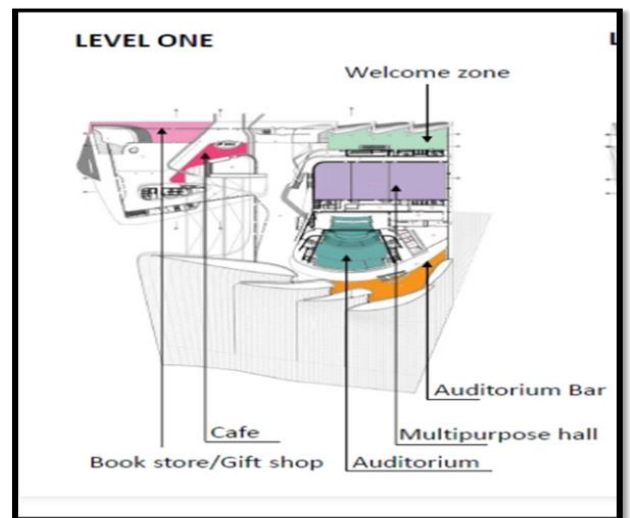 LEVEL ONE
Welcome zone
Auditorium Bar
Cafe
Multipurpose hall
Book store/Gift shop
Auditorium